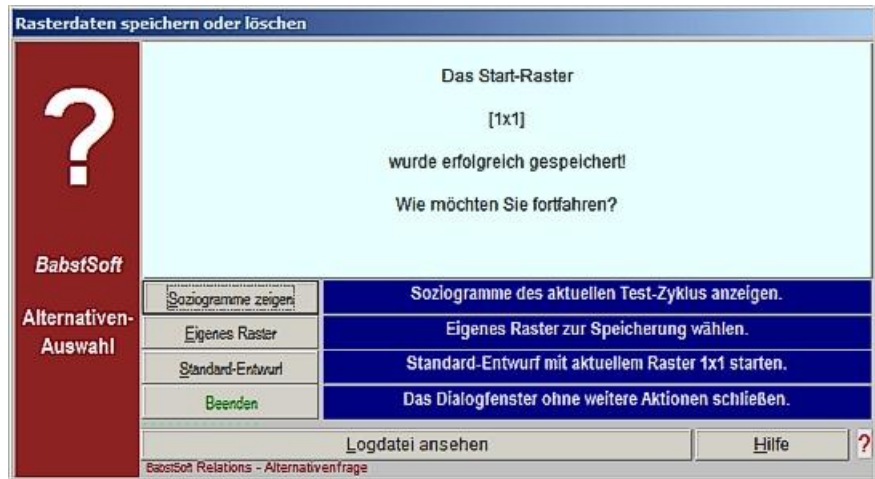 Rasterdaten speichern oder löschen
?
Das Start-Raster
[1x1]
wurde erfolgreich gespeichert!
Wie möchten Sie fortfahren?
BabstSoft
Alternativen-
Auswahl
Soziogramme zeigen
Soziogramme des aktuellen Test-Zyklus anzeigen.
Eigenes Raster
Eigenes Raster zur Speicherung wählen.
Standard-Entwurf
Standard-Entwurf mit aktuellem Raster 1x1 starten.
Beenden
Das Dialogfenster ohne weitere Aktionen schließen.
Logdatei ansehen
Hilfe
?
BabstSoft Relations - Alternativenfrage